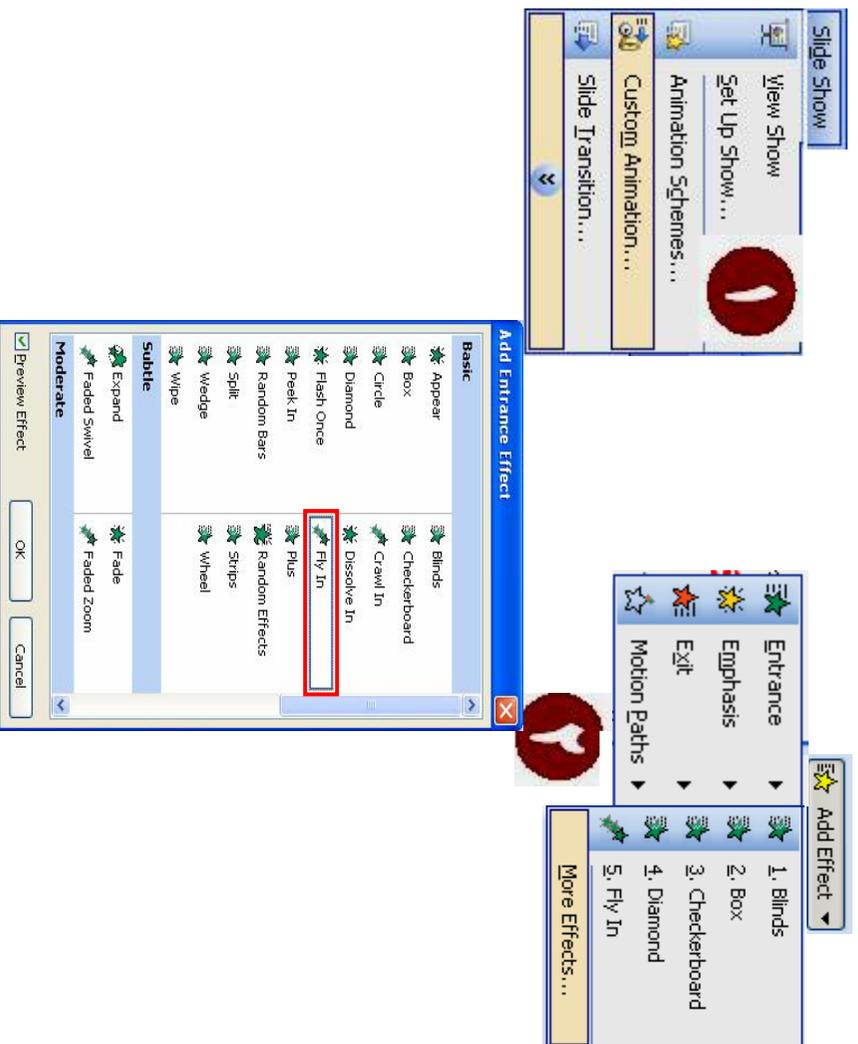 Slide Show
View Show
Set Up Show...
Animation Schemes...
Custom Animation...
Slide Transition...
١
Add Effect
Entrance
Emphasis
Exit
Motion Paths
1. Blinds
2. Box
3. Checkerboard
4. Diamond
5. Fly In
More Effects...
٢
Add Entrance Effect
Basic
Appear Blinds
Box Checkerboard
Circle Crawl In
Diamond Dissolve In
Flash Once Fly In
Peek In Plus
Random Bars Random Effects
Split Strips
Wedge Wheel
Wipe
Subtle
Expand Fade
Faded Swivel Faded Zoom
Moderate
Preview Effect OK Cancel